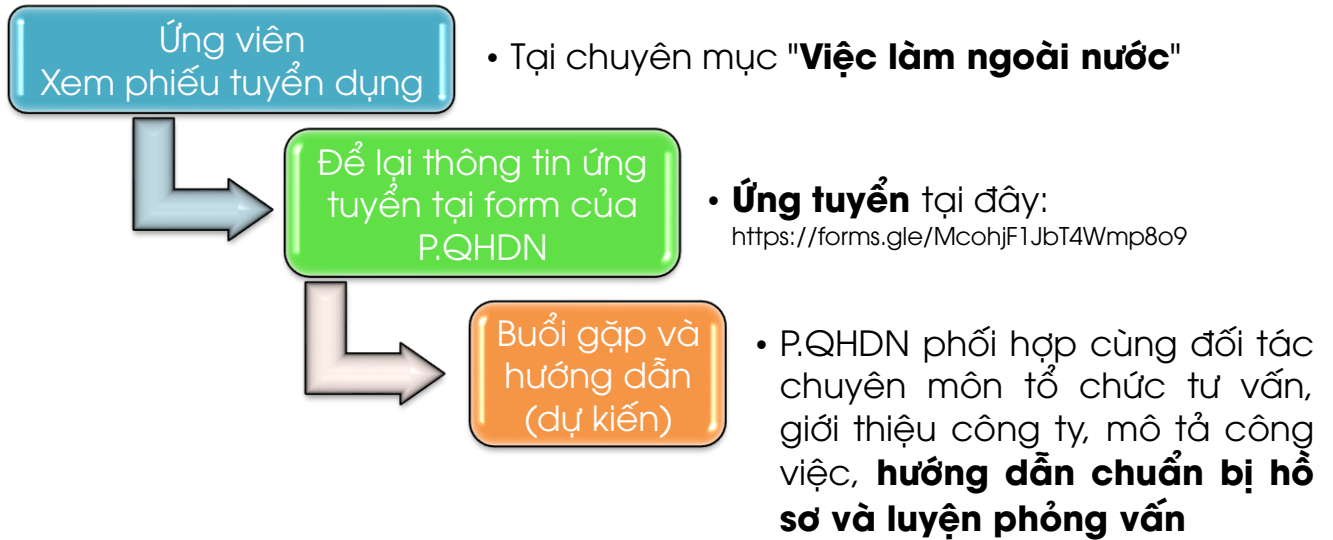 Ứng viên
Xem phiếu tuyển dụng
• Tại chuyên mục "Việc làm ngoài nước"
Để lại thông tin ứng
tuyển tại form của
P.QHDN
• Ứng tuyển tại đây:
https://forms.gle/McohjF1JbT4Wmp8o9
Buổi gặp và
hướng dẫn
(dự kiến)
• P.QHDN phối hợp cùng đối tác
chuyên môn tổ chức tư vấn,
giới thiệu công ty, mô tả công
việc, hướng dẫn chuẩn bị hồ
sơ và luyện phỏng vấn